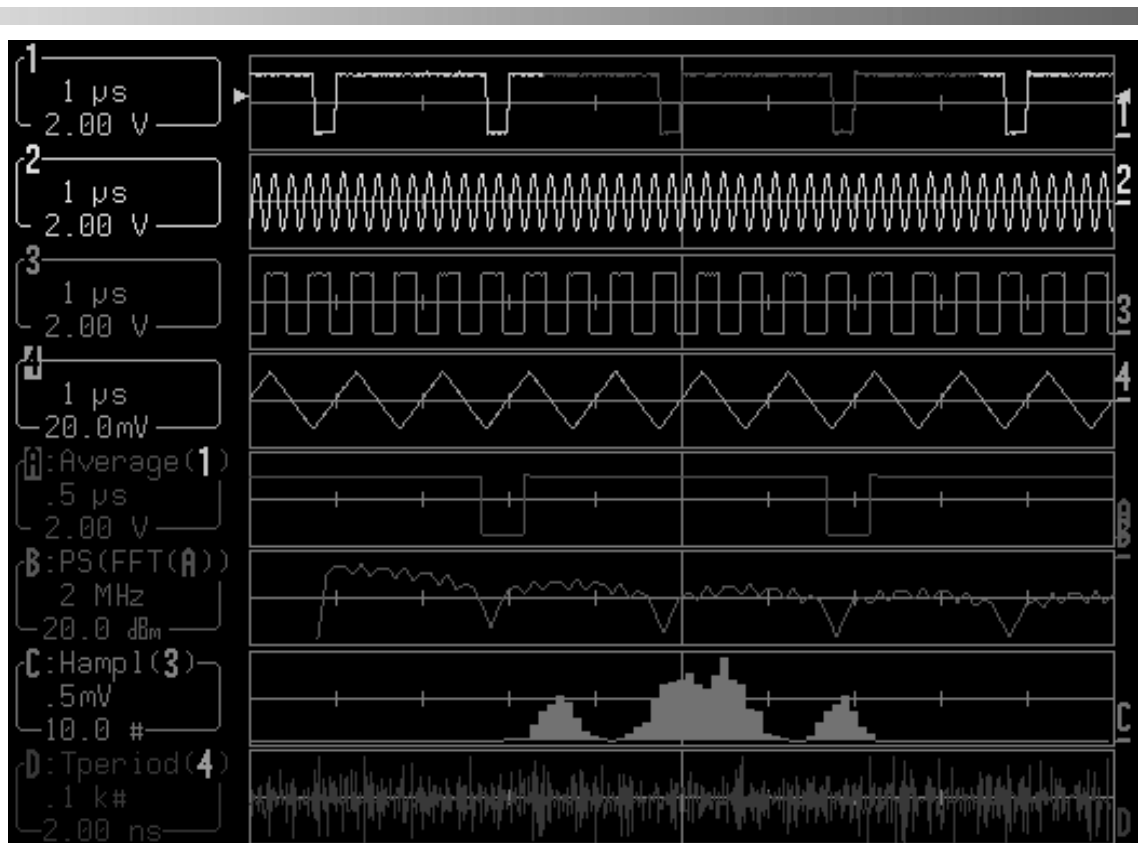 1
1 µs
2.00 V
1
2
1 µs
2.00 V
2
3
1 µs
2.00 V
3
4
1 µs
20.0mV
4
A:Average(1)
.5 µs
2.00 V
A
B:PS(FFT(A))
2 MHz
20.0 dBm
B
C:Hampl(3)
.5mV
10.0 #
C
D:Tperiod(4)
.1 k#
2.00 ns
D